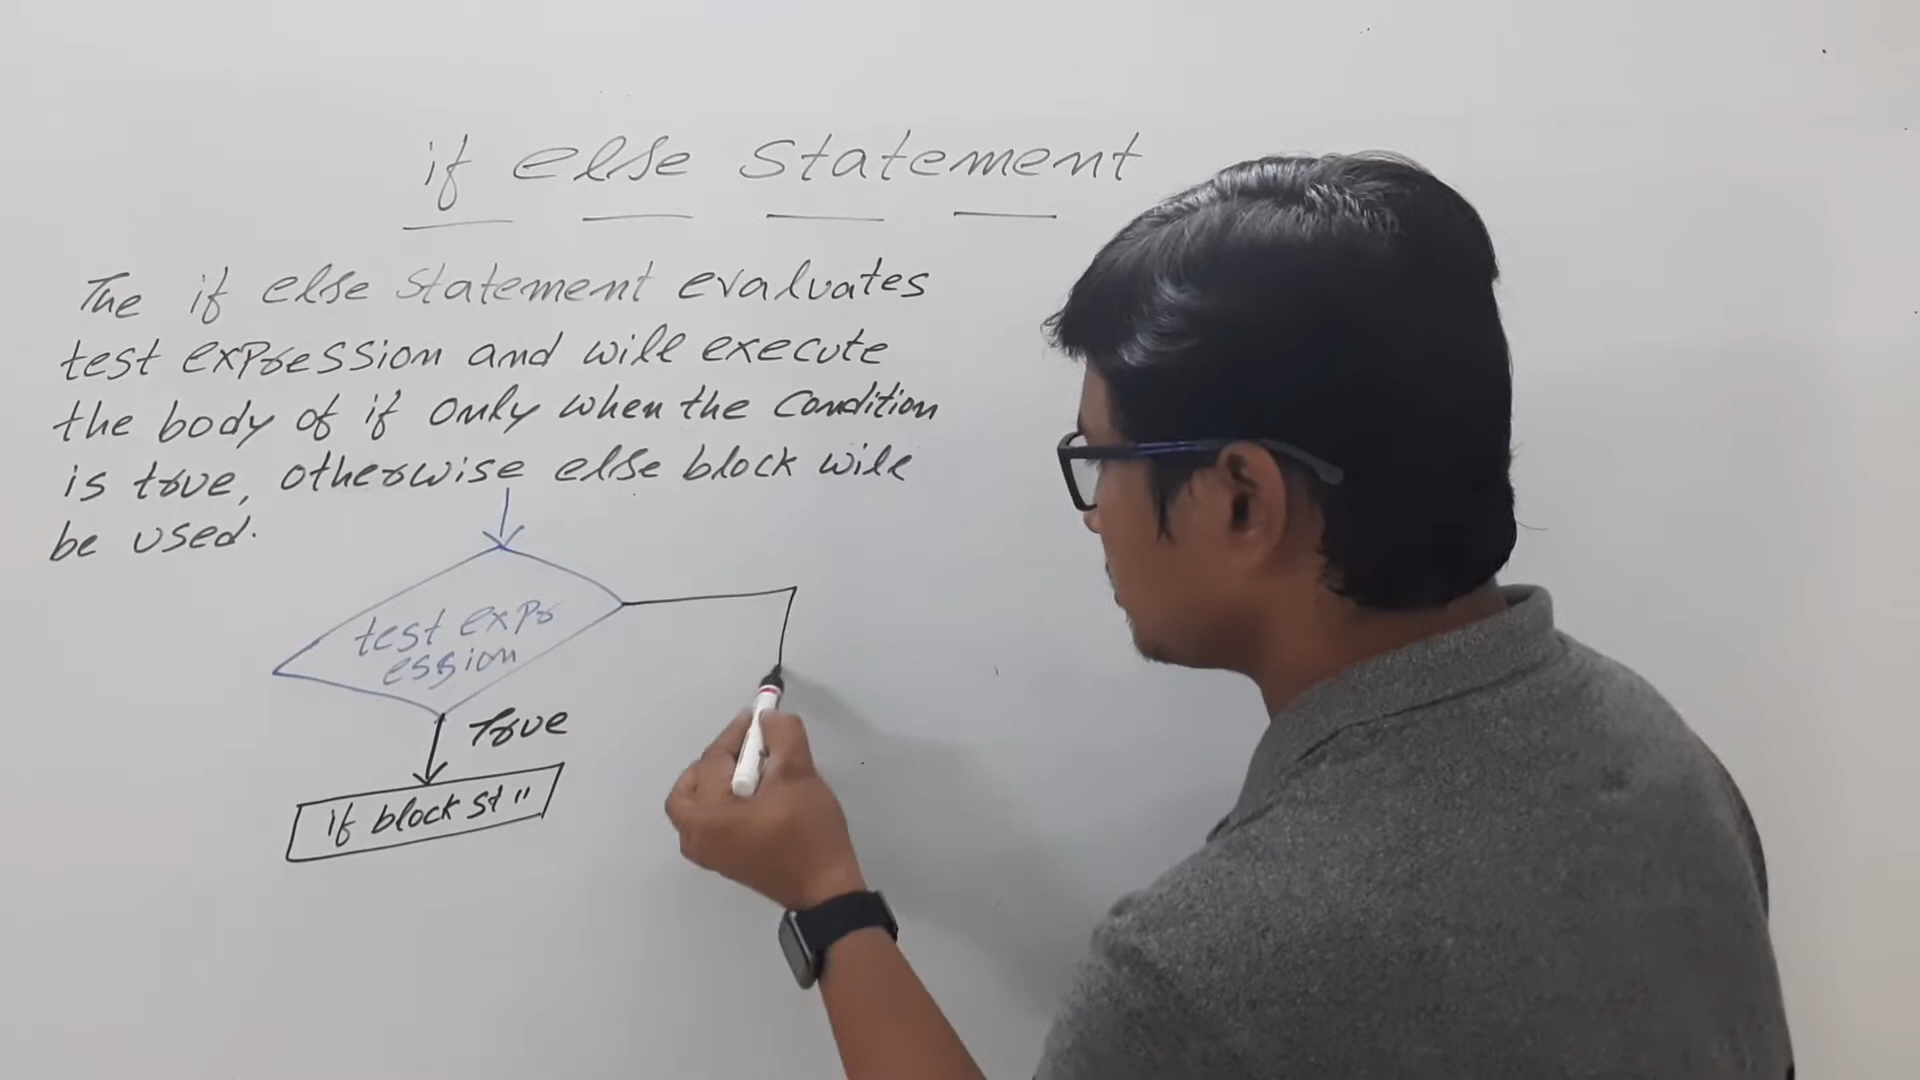 if else statement
The if else statement evaluates
test expression and will execute
the body of if only when the condition
is true, otherwise else block will
be used.
test expr
ession
True
if block st "